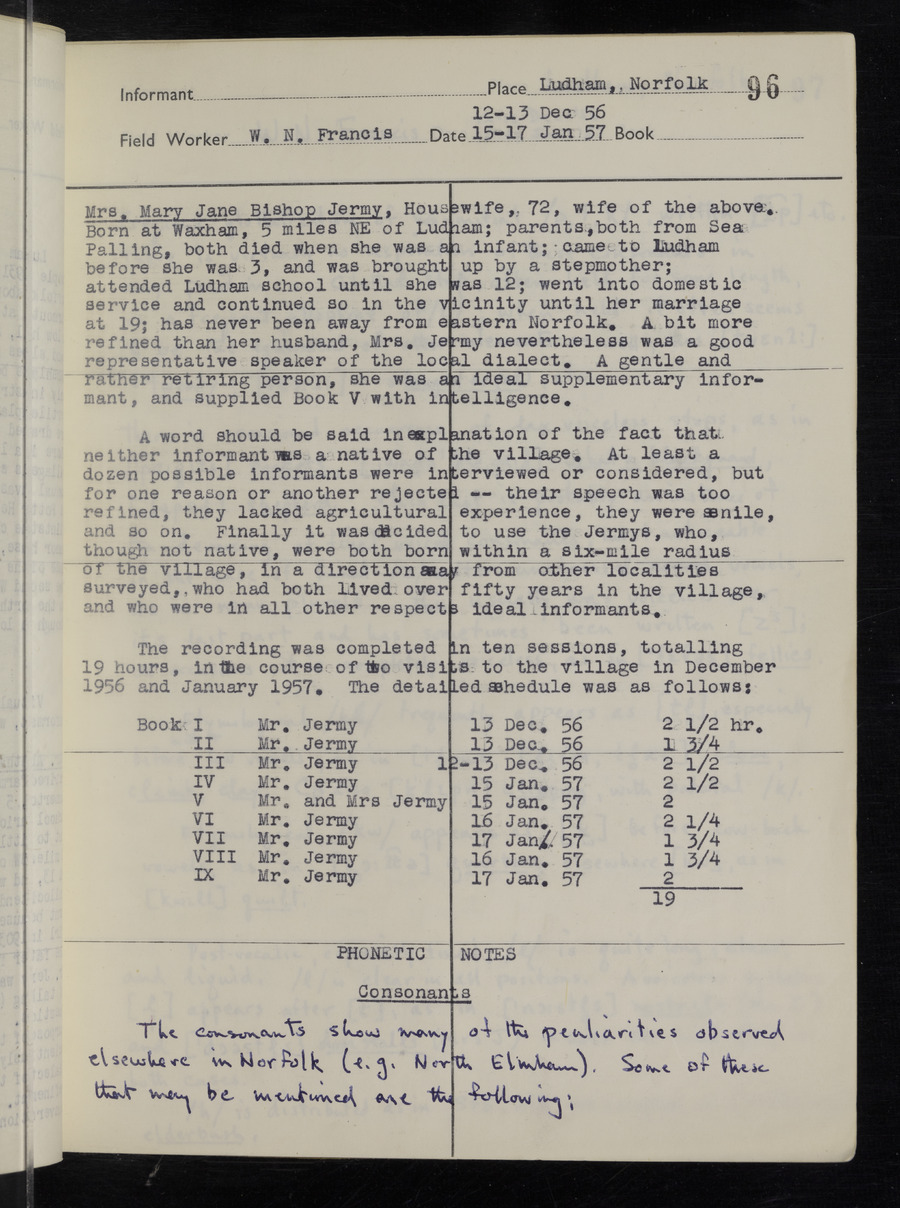 Informant Place Ludham, Norfolk 96
12-13 Dec 56
Field Worker W. N. Francis Date 15-17 Jan 57 Book
Mrs. Mary Jane Bishop Jermy, Housewife, 72, wife of the above.
Born at Waxham, 5 miles NE of Ludham; parents, both from Sea
Palling, both died when she was an infant; came to Ludham
before she was 3, and was brought up by a stepmother;
attended Ludham school until she was 12; went into domestic
service and continued so in the vicinity until her marriage
at 19; has never been away from eastern Norfolk. A bit more
refined than her husband, Mrs. Jermy nevertheless was a good
representative speaker of the local dialect. A gentle and
rather retiring person, she was an ideal supplementary infor-
mant, and supplied Book V with intelligence.
A word should be said in explanation of the fact that
neither informant was a native of the village. At least a
dozen possible informants were interviewed or considered, but
for one reason or another rejected -- their speech was too
refined, they lacked agricultural experience, they were senile,
and so on. Finally it was decided to use the Jermys, who,
though not native, were both born within a six-mile radius
of the village, in a direction away from other localities
surveyed, who had both lived over fifty years in the village,
and who were in all other respects ideal informants.
The recording was completed in ten sessions, totalling
19 hours, in the course of two visits to the village in December
1956 and January 1957. The detailed schedule was as follows:
Book I Mr. Jermy 13 Dec. 56 2 1/2 hr.
II Mr. Jermy 13 Dec. 56 1 3/4
III Mr. Jermy 12-13 Dec. 56 2 1/2
IV Mr. Jermy 15 Jan. 57 2 1/2
V Mr. and Mrs Jermy 15 Jan. 57 2
VI Mr. Jermy 16 Jan. 57 2 1/4
VII Mr. Jermy 17 Jan. 57 1 3/4
VIII Mr. Jermy 16 Jan. 57 1 3/4
IX Mr. Jermy 17 Jan. 57 2
19
PHONETIC NOTES
Consonants
The consonants show many of the peculiarities observed
elsewhere in Norfolk (e.g. North Elmham). Some of these
that may be mentioned are the following: